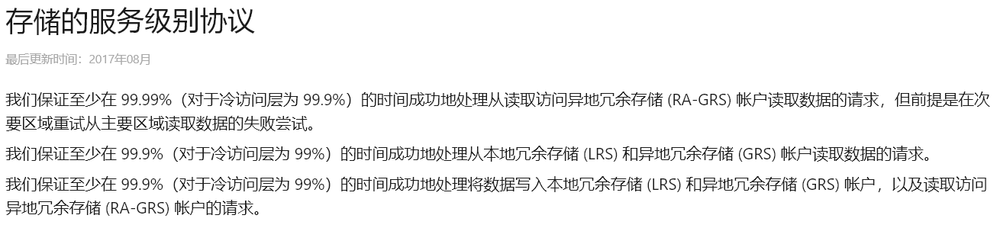 存储的服务级别协议
最后更新时间：2017年08月
我们保证至少在 99.99%（对于冷访问层为 99.9%）的时间成功地处理从读取访问异地冗余存储 (RA-GRS) 帐户读取数据的请求，但前提是在次
要区域重试从主要区域读取数据的失败尝试。
我们保证至少在 99.9%（对于冷访问层为 99%）的时间成功地处理从本地冗余存储 (LRS) 和异地冗余存储 (GRS) 帐户读取数据的请求。
我们保证至少在 99.9%（对于冷访问层为 99%）的时间成功地处理将数据写入本地冗余存储 (LRS) 和异地冗余存储 (GRS) 帐户，以及读取访问
异地冗余存储 (RA-GRS) 帐户的请求。